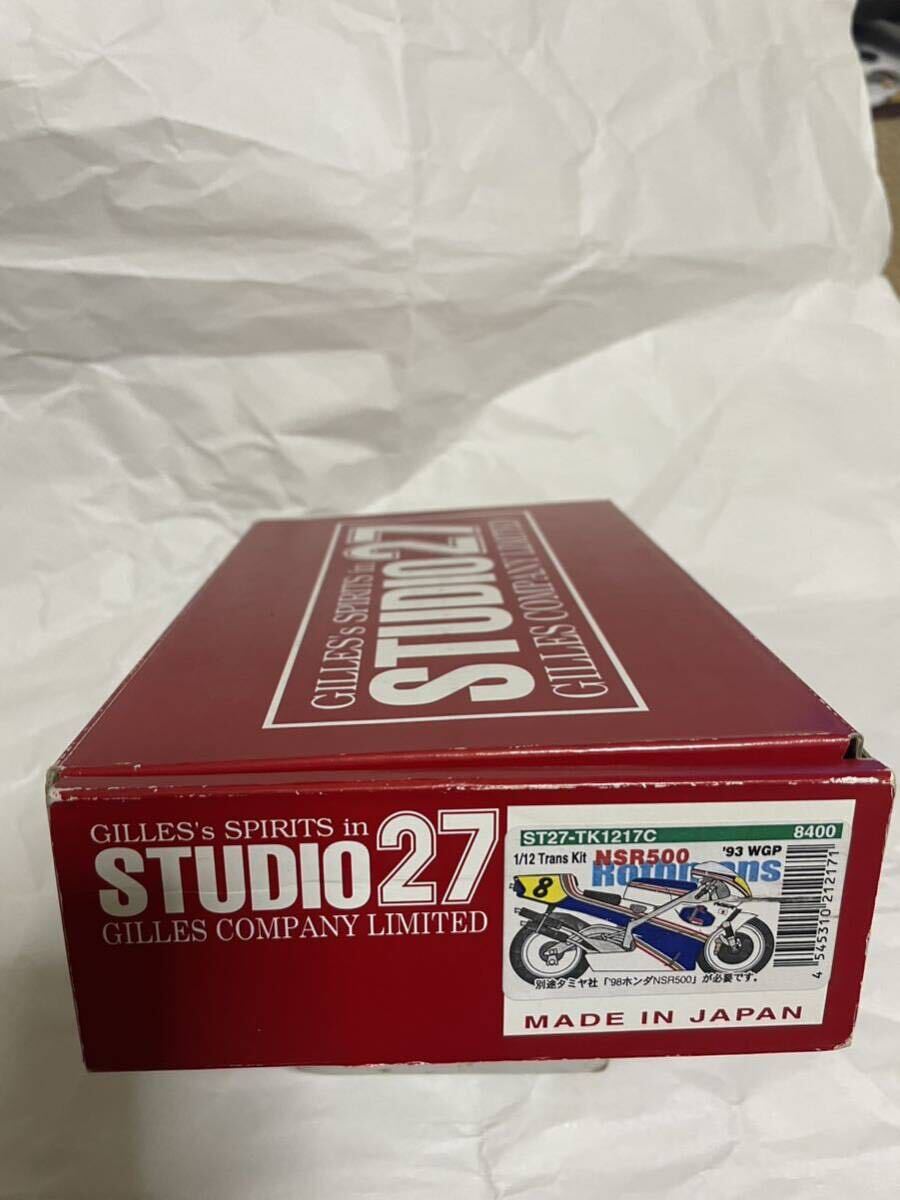 GILLES's SPIRITS in
STUDIO27
GILLES COMPANY LIMITED
GILLES's SPIRITS in
STUDIO27
GILLES COMPANY LIMITED
ST27-TK1217C 8400
1/12 Trans Kit NSR500 '93 WGP
Rothmans
8
別途タミヤ社「'98ホンダNSR500」が必要です。
4 545310 212171
MADE IN JAPAN